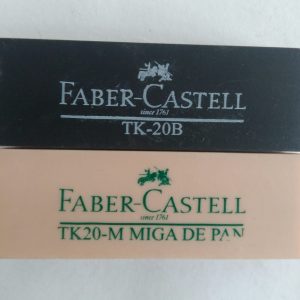 FABER-CASTELL
since 1761
TK-20B
FABER-CASTELL
since 1761
TK20-M MIGA DE PAN